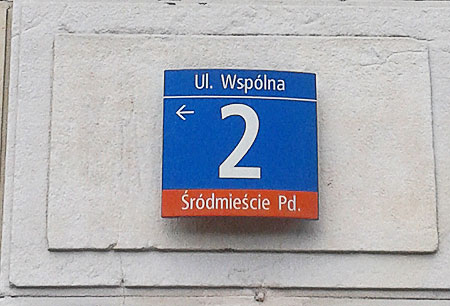 Ul. Wspólna
← 2
Śródmieście Pd.